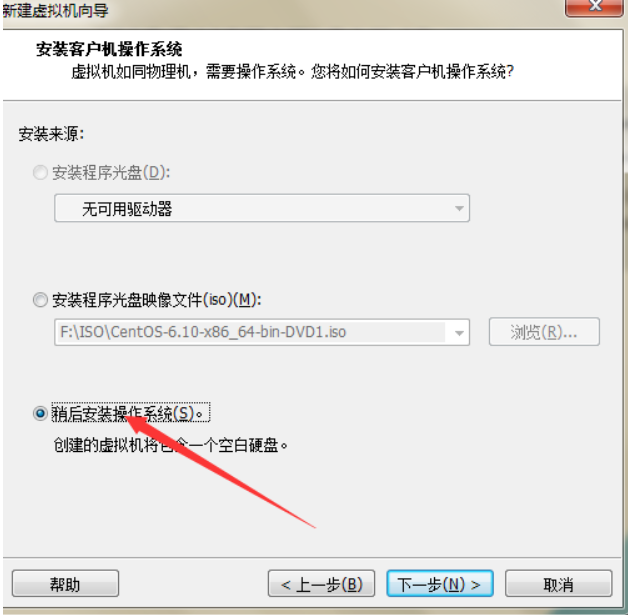 新建虚拟机向导
安装客户机操作系统
虚拟机如同物理机，需要操作系统。您将如何安装客户机操作系统?
安装来源:
安装程序光盘(D):
无可用驱动器
安装程序光盘映像文件(iso)(M):
F:\ISO\CentOS-6.10-x86_64-bin-DVD1.iso
浏览(R)...
稍后安装操作系统(S)。
创建的虚拟机将包含一个空白硬盘。
帮助
< 上一步(B)
下一步(N) >
取消